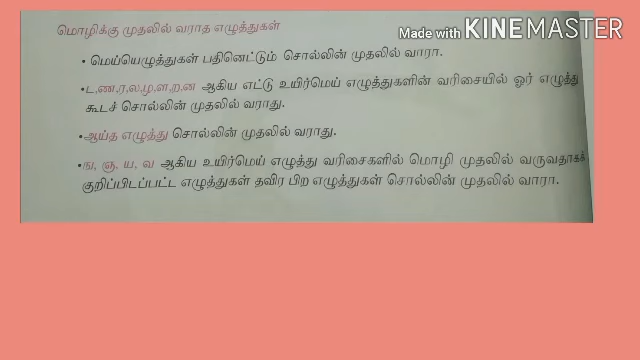 மொழிக்கு முதலில் வராத எழுத்துகள்
Made with KINEMASTER
• மெய்யெழுத்துகள் பதினெட்டும் சொல்லின் முதலில் வாரா.
• ட,ண,ர,ல,ழ,ள,ற,ன ஆகிய எட்டு உயிர்மெய் எழுத்துகளின் வரிசையில் ஓர் எழுத்து
கூடச் சொல்லின் முதலில் வராது.
• ஆய்த எழுத்து சொல்லின் முதலில் வராது.
• ங, ஞ, ய, வ ஆகிய உயிர்மெய் எழுத்து வரிசைகளில் மொழி முதலில் வருவதாகக்
குறிப்பிடப்பட்ட எழுத்துகள் தவிர பிற எழுத்துகள் சொல்லின் முதலில் வாரா.